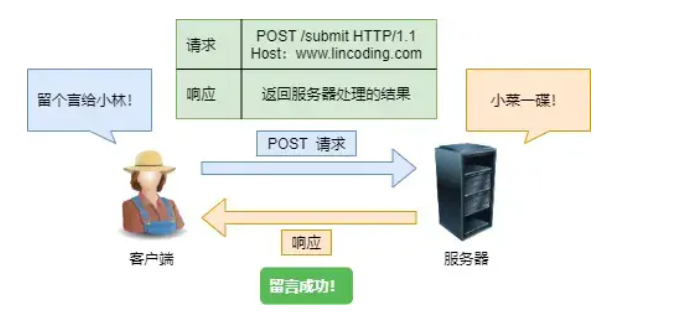 请求
POST /submit HTTP/1.1
Host：www.lincoding.com
响应
返回服务器处理的结果
留个言给小林！
小菜一碟！
POST 请求
响应
客户端
服务器
留言成功！